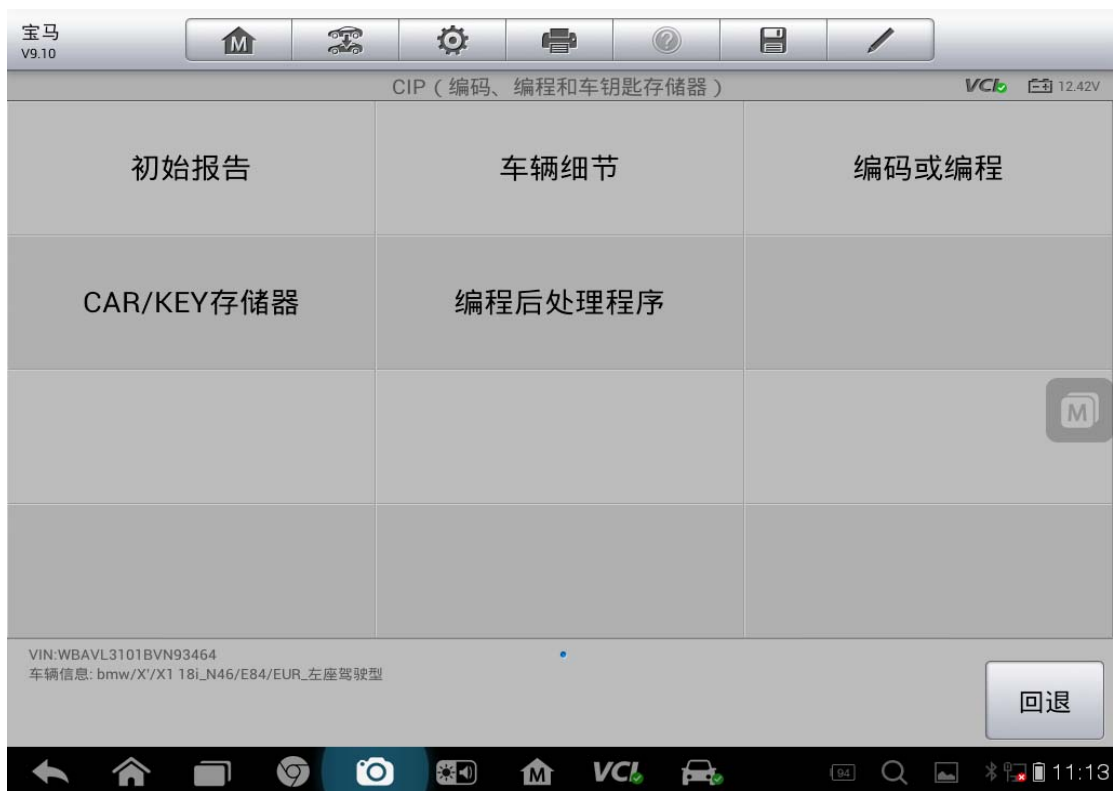 宝马
V9.10
M
CIP（编码、编程和车钥匙存储器）
VCI 12.42V
初始报告
车辆细节
编码或编程
CAR/KEY存储器
编程后处理程序
M
VIN:WBAVL3101BVN93464
车辆信息: bmw/X'/X1 18i_N46/E84/EUR_左座驾驶型
回退
M
VCI
94
11:13